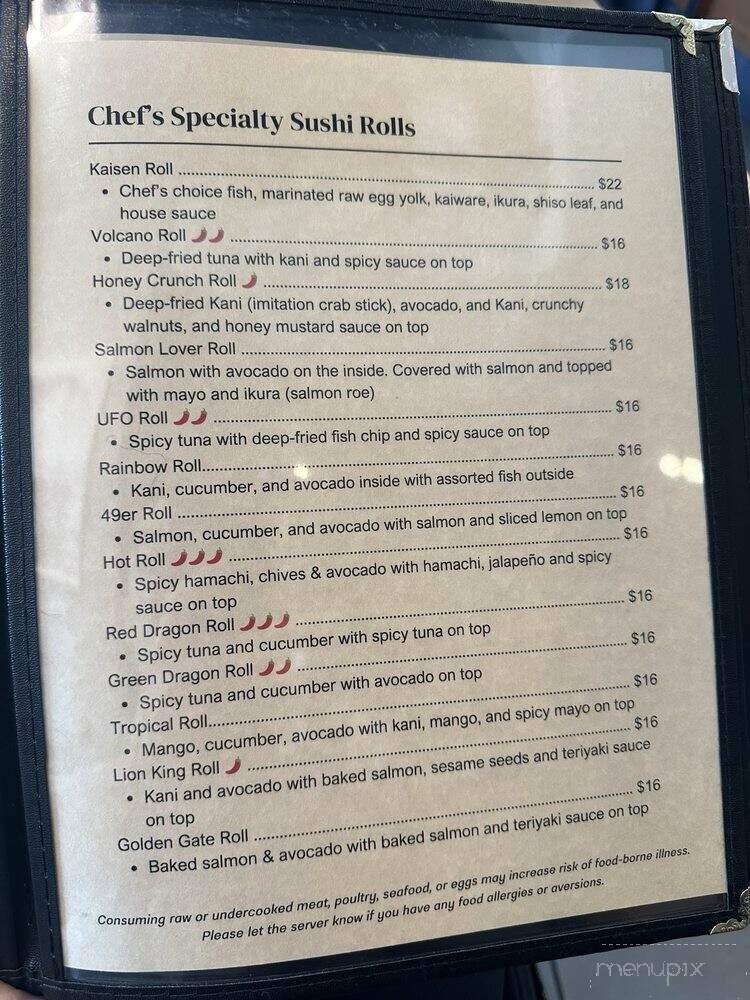 Chef's Specialty Sushi Rolls
Kaisen Roll ........ $22
• Chef's choice fish, marinated raw egg yolk, kaiware, ikura, shiso leaf, and
house sauce
Volcano Roll 🌶🌶 ........ $16
• Deep-fried tuna with kani and spicy sauce on top
Honey Crunch Roll 🌶 ........ $18
• Deep-fried Kani (imitation crab stick), avocado, and Kani, crunchy
walnuts, and honey mustard sauce on top
Salmon Lover Roll ........ $16
• Salmon with avocado on the inside. Covered with salmon and topped
with mayo and ikura (salmon roe)
UFO Roll 🌶🌶 ........ $16
• Spicy tuna with deep-fried fish chip and spicy sauce on top
Rainbow Roll........ $16
• Kani, cucumber, and avocado inside with assorted fish outside
49er Roll ........ $16
• Salmon, cucumber, and avocado with salmon and sliced lemon on top
Hot Roll 🌶🌶🌶 ........ $16
• Spicy hamachi, chives & avocado with hamachi, jalapeño and spicy
sauce on top
Red Dragon Roll 🌶🌶🌶 ........ $16
• Spicy tuna and cucumber with spicy tuna on top
Green Dragon Roll 🌶🌶 ........ $16
• Spicy tuna and cucumber with avocado on top
Tropical Roll........ $16
• Mango, cucumber, avocado with kani, mango, and spicy mayo on top
Lion King Roll 🌶 ........ $16
• Kani and avocado with baked salmon, sesame seeds and teriyaki sauce
on top
Golden Gate Roll ........ $16
• Baked salmon & avocado with baked salmon and teriyaki sauce on top
Consuming raw or undercooked meat, poultry, seafood, or eggs may increase risk of food-borne illness.
Please let the server know if you have any food allergies or aversions.
menupix